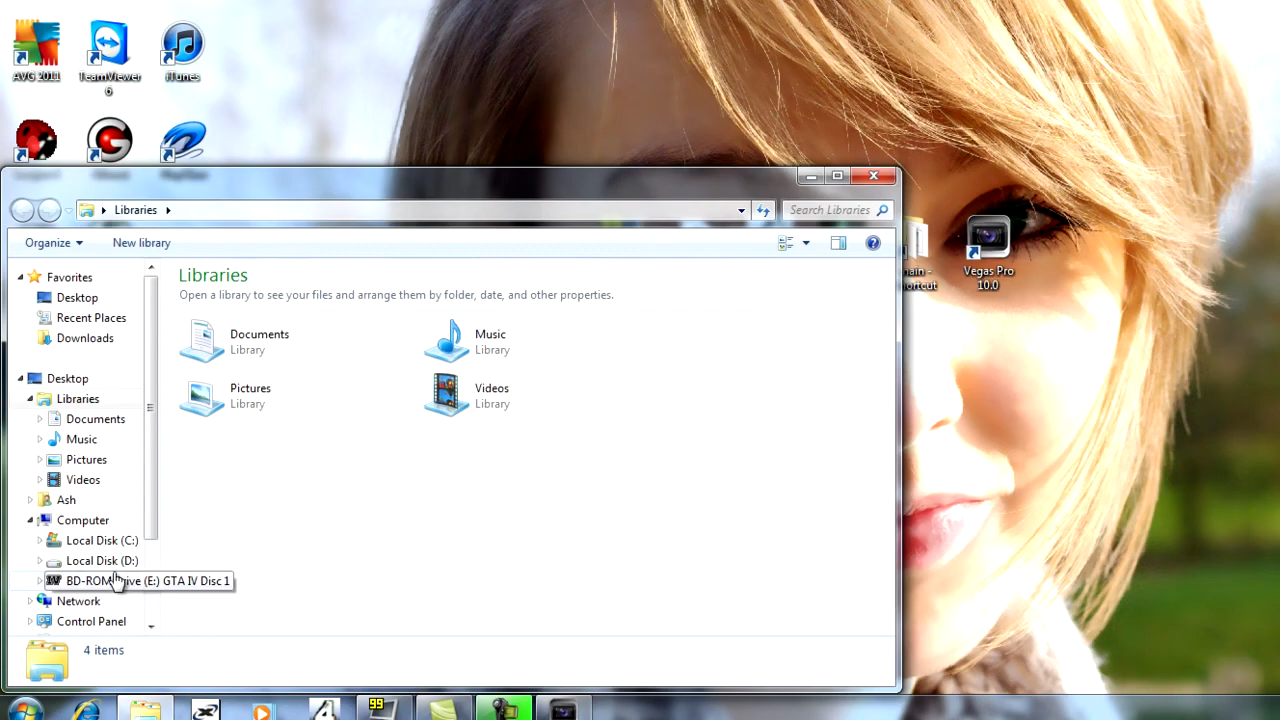 AVG 2011
TeamViewer
6
iTunes
Libraries
Search Libraries
Organize
New library
Favorites
Desktop
Recent Places
Downloads
Desktop
Libraries
Documents
Music
Pictures
Videos
Ash
Computer
Local Disk (C:)
Local Disk (D:)
BD-ROM Drive (E:) GTA IV Disc 1
Network
Control Panel
Libraries
Open a library to see your files and arrange them by folder, date, and other properties.
Documents
Library
Music
Library
Pictures
Library
Videos
Library
4 items
Vegas Pro
10.0
99